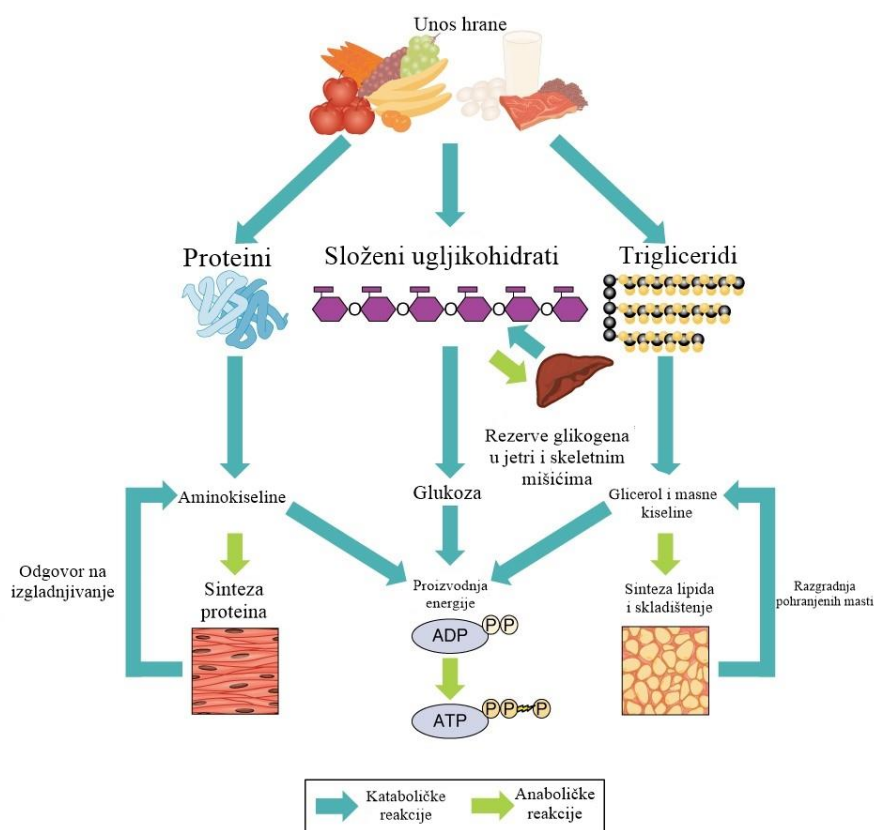 Unos hrane
Proteini
Složeni ugljikohidrati
Trigliceridi
Rezerve glikogena
u jetri i skeletnim
mišićima
Aminokiseline
Glukoza
Glicerol i masne
kiseline
Odgovor na
izgladnjivanje
Sinteza
proteina
Proizvodnja
energije
Sinteza lipida
i skladištenje
Razgradnja
pohranjenih masti
ADP P P
ATP P P P
Kataboličke
reakcije
Anaboličke
reakcije